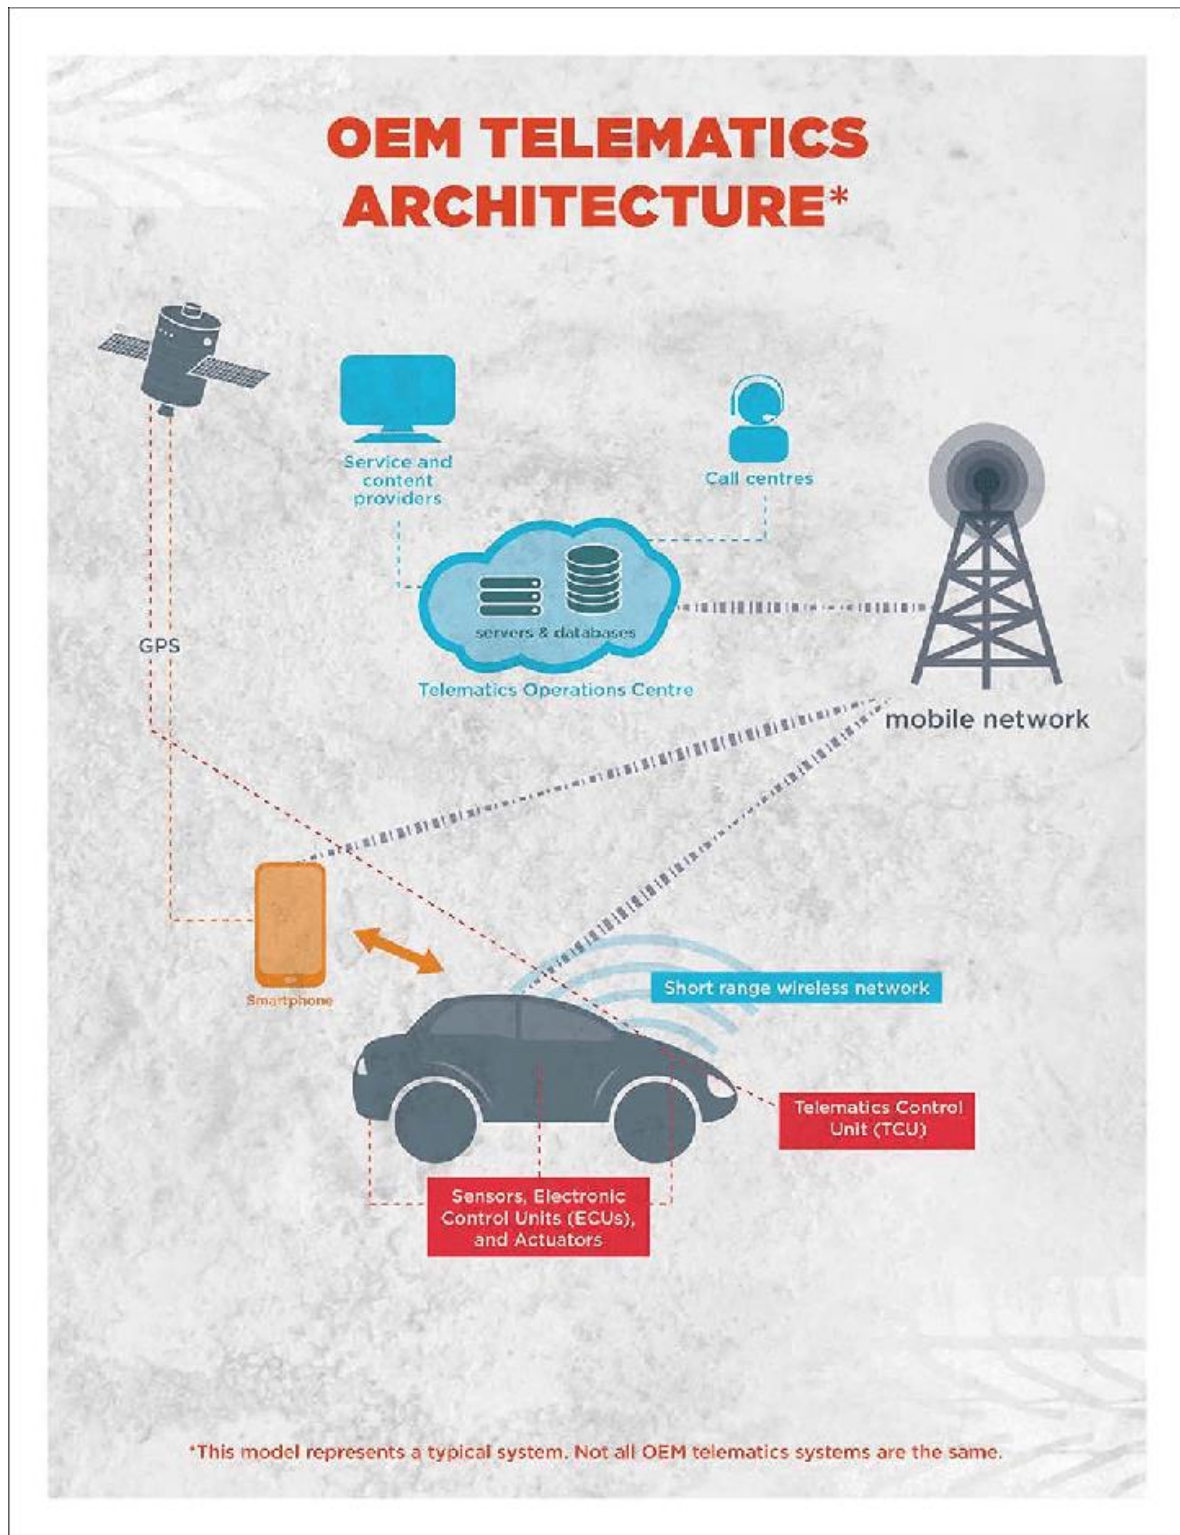 OEM TELEMATICS
ARCHITECTURE*
Service and
content
providers
Call centres
servers & databases
Telematics Operations Centre
GPS
mobile network
Smartphone
Short range wireless network
Telematics Control
Unit (TCU)
Sensors, Electronic
Control Units (ECUs),
and Actuators
*This model represents a typical system. Not all OEM telematics systems are the same.